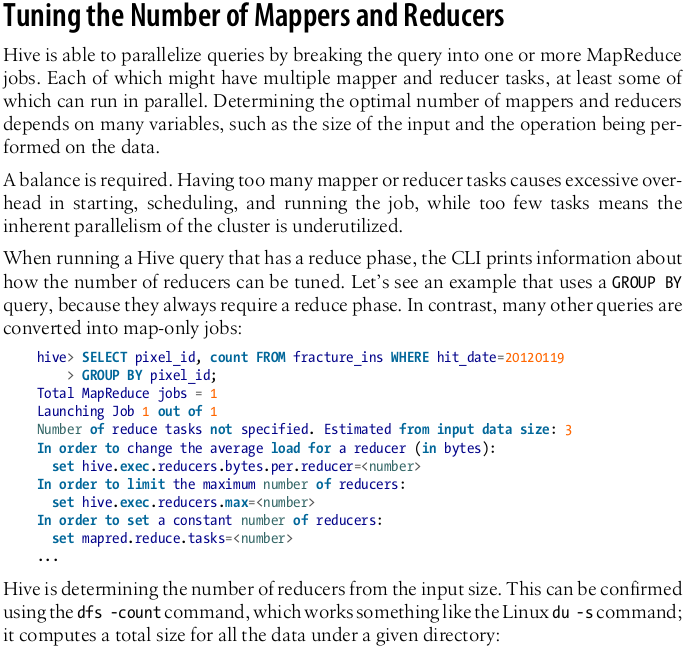 Tuning the Number of Mappers and Reducers
Hive is able to parallelize queries by breaking the query into one or more MapReduce
jobs. Each of which might have multiple mapper and reducer tasks, at least some of
which can run in parallel. Determining the optimal number of mappers and reducers
depends on many variables, such as the size of the input and the operation being per-
formed on the data.
A balance is required. Having too many mapper or reducer tasks causes excessive over-
head in starting, scheduling, and running the job, while too few tasks means the
inherent parallelism of the cluster is underutilized.
When running a Hive query that has a reduce phase, the CLI prints information about
how the number of reducers can be tuned. Let's see an example that uses a GROUP BY
query, because they always require a reduce phase. In contrast, many other queries are
converted into map-only jobs:
hive> SELECT pixel_id, count FROM fracture_ins WHERE hit_date=20120119
> GROUP BY pixel_id;
Total MapReduce jobs = 1
Launching Job 1 out of 1
Number of reduce tasks not specified. Estimated from input data size: 3
In order to change the average load for a reducer (in bytes):
set hive.exec.reducers.bytes.per.reducer=<number>
In order to limit the maximum number of reducers:
set hive.exec.reducers.max=<number>
In order to set a constant number of reducers:
set mapred.reduce.tasks=<number>
...
Hive is determining the number of reducers from the input size. This can be confirmed
using the dfs -count command, which works something like the Linux du -s command;
it computes a total size for all the data under a given directory: